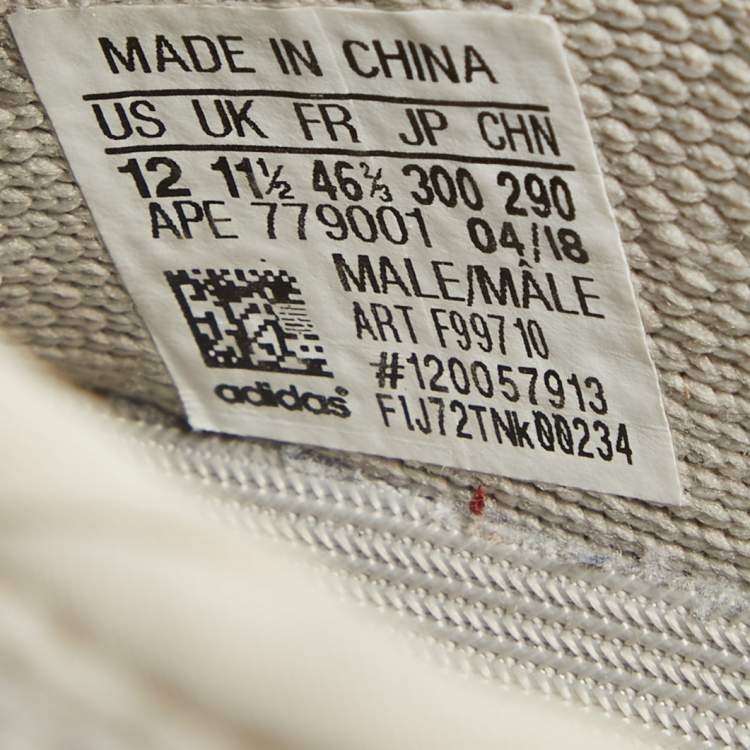 MADE IN CHINA
US UK FR JP CHN
12 11½ 46⅔ 300 290
APE 779001 04/18
MALE/MÂLE
ART F99710
#120057913
adidas®
F1J72TNk00234